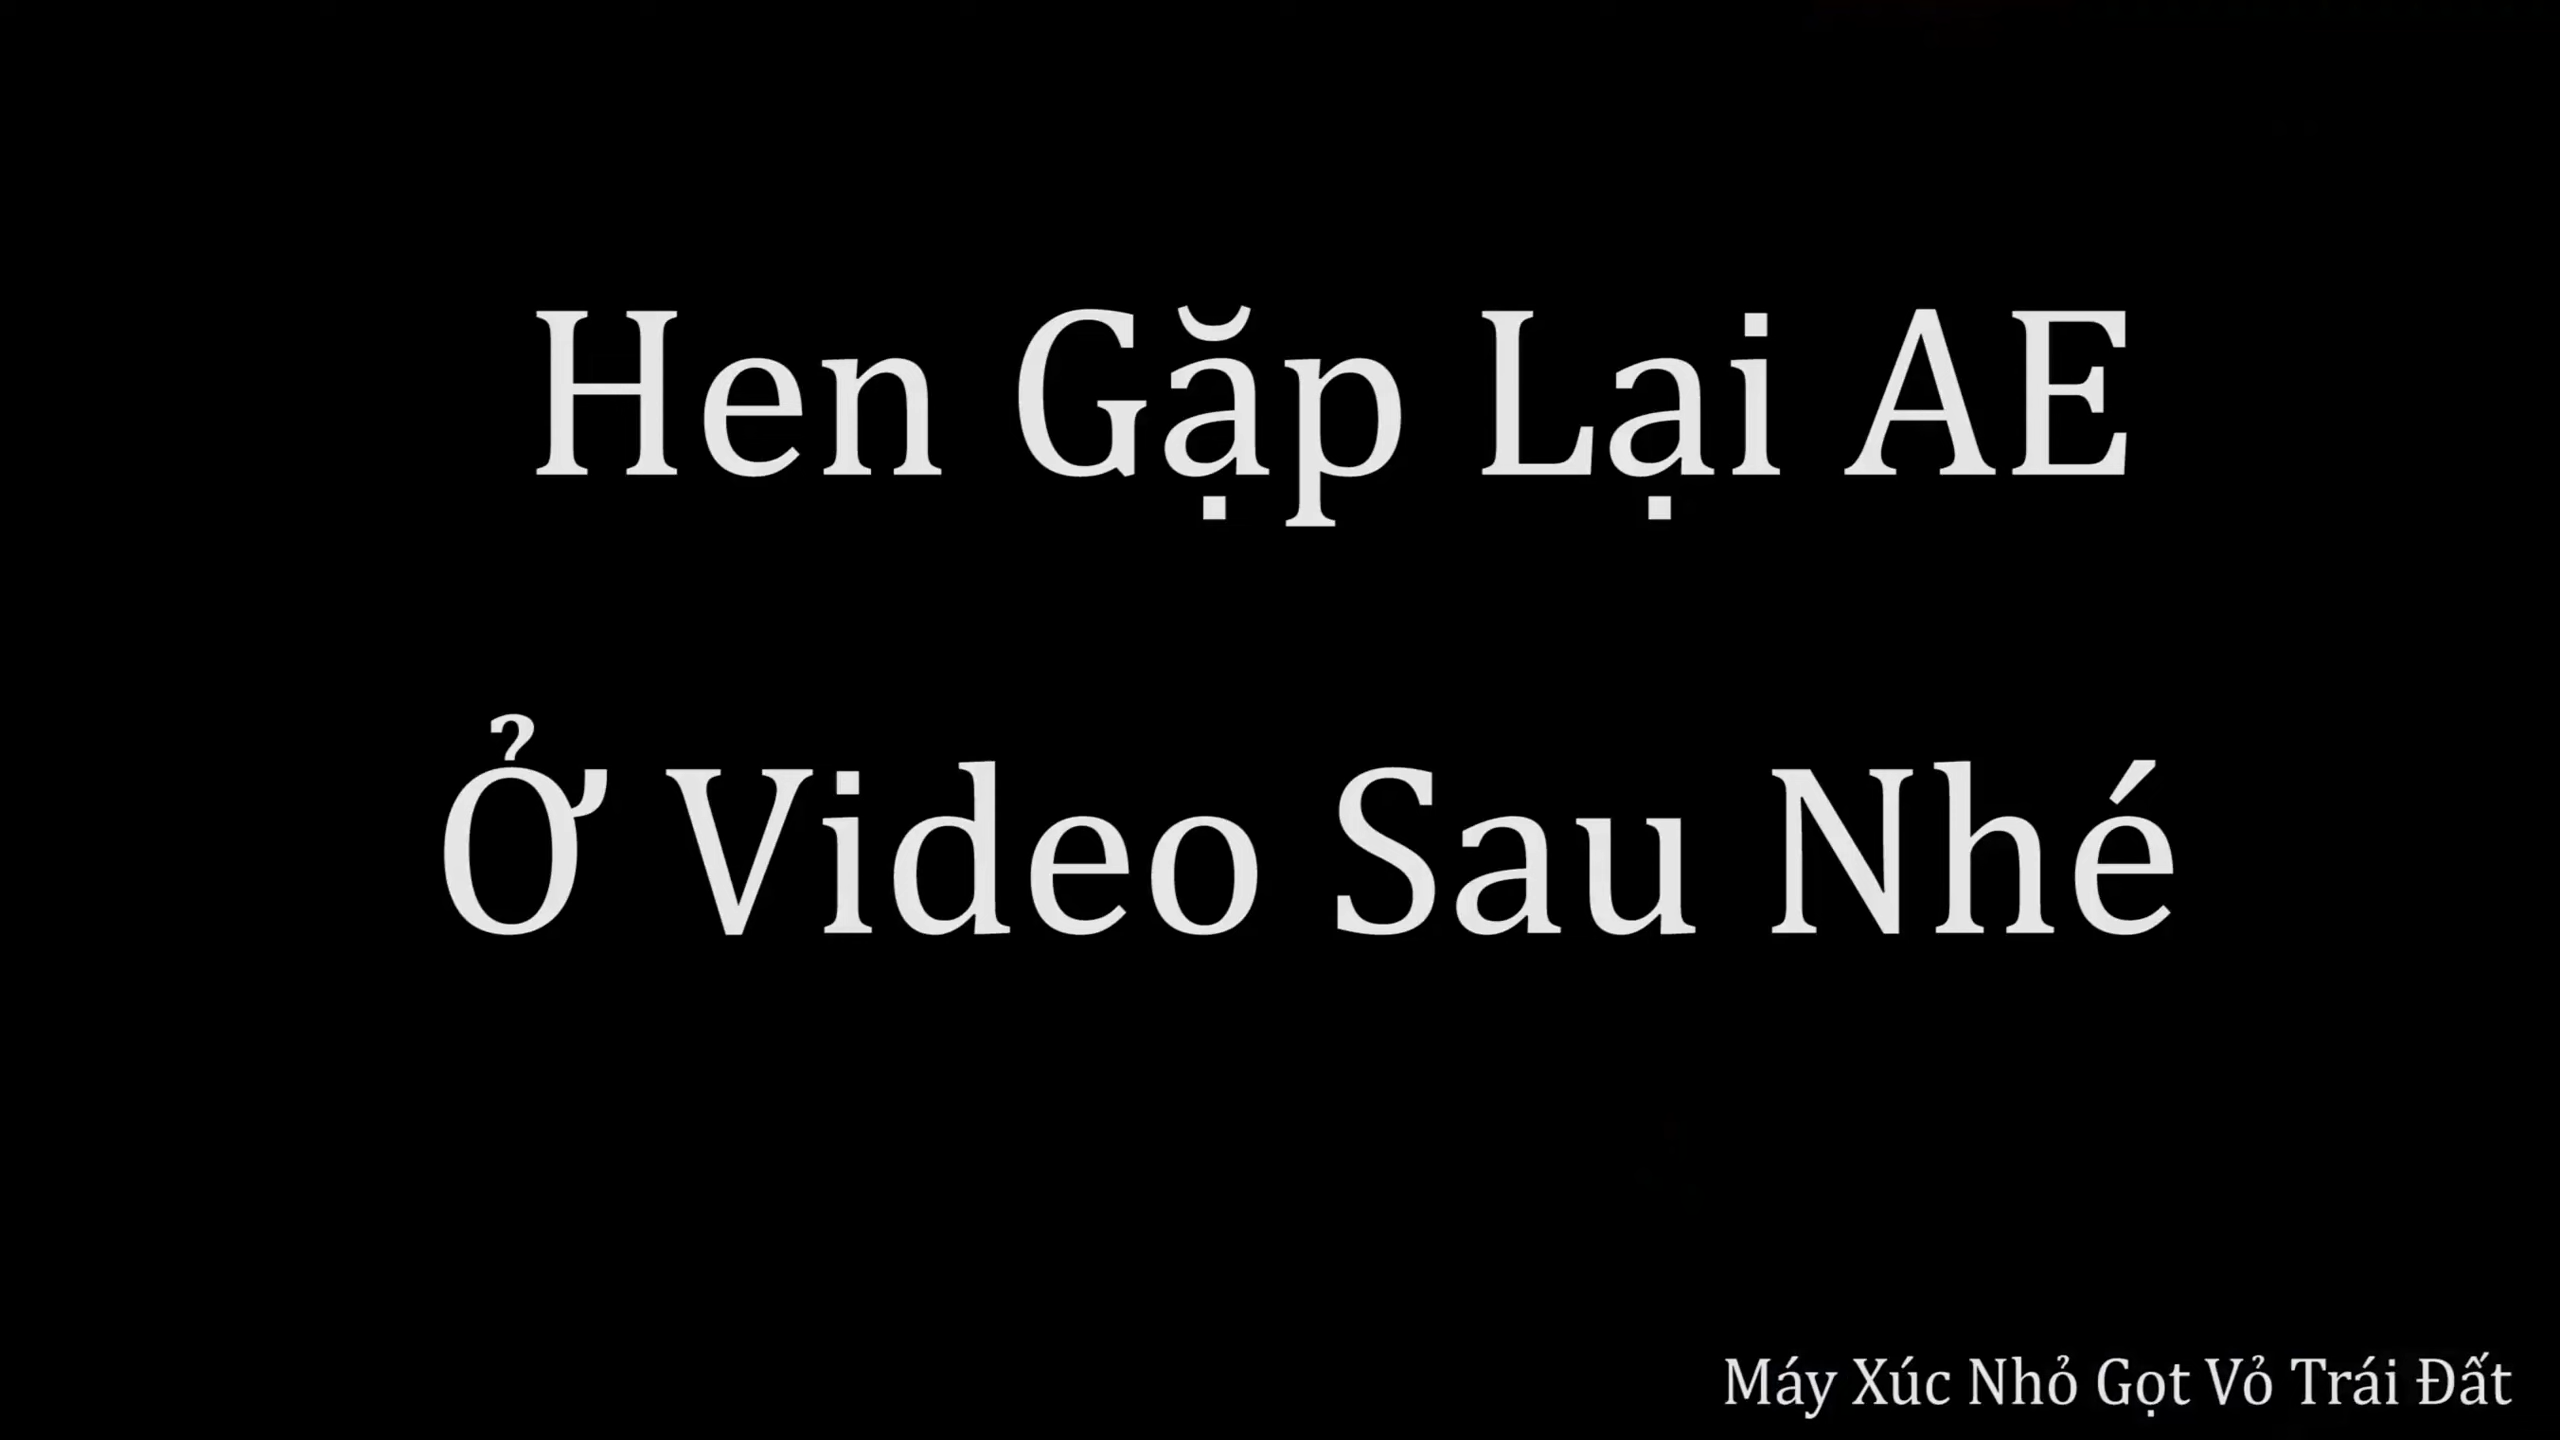 Hen Gặp Lại AE
Ở Video Sau Nhé
Máy Xúc Nhỏ Gọt Vỏ Trái Đất